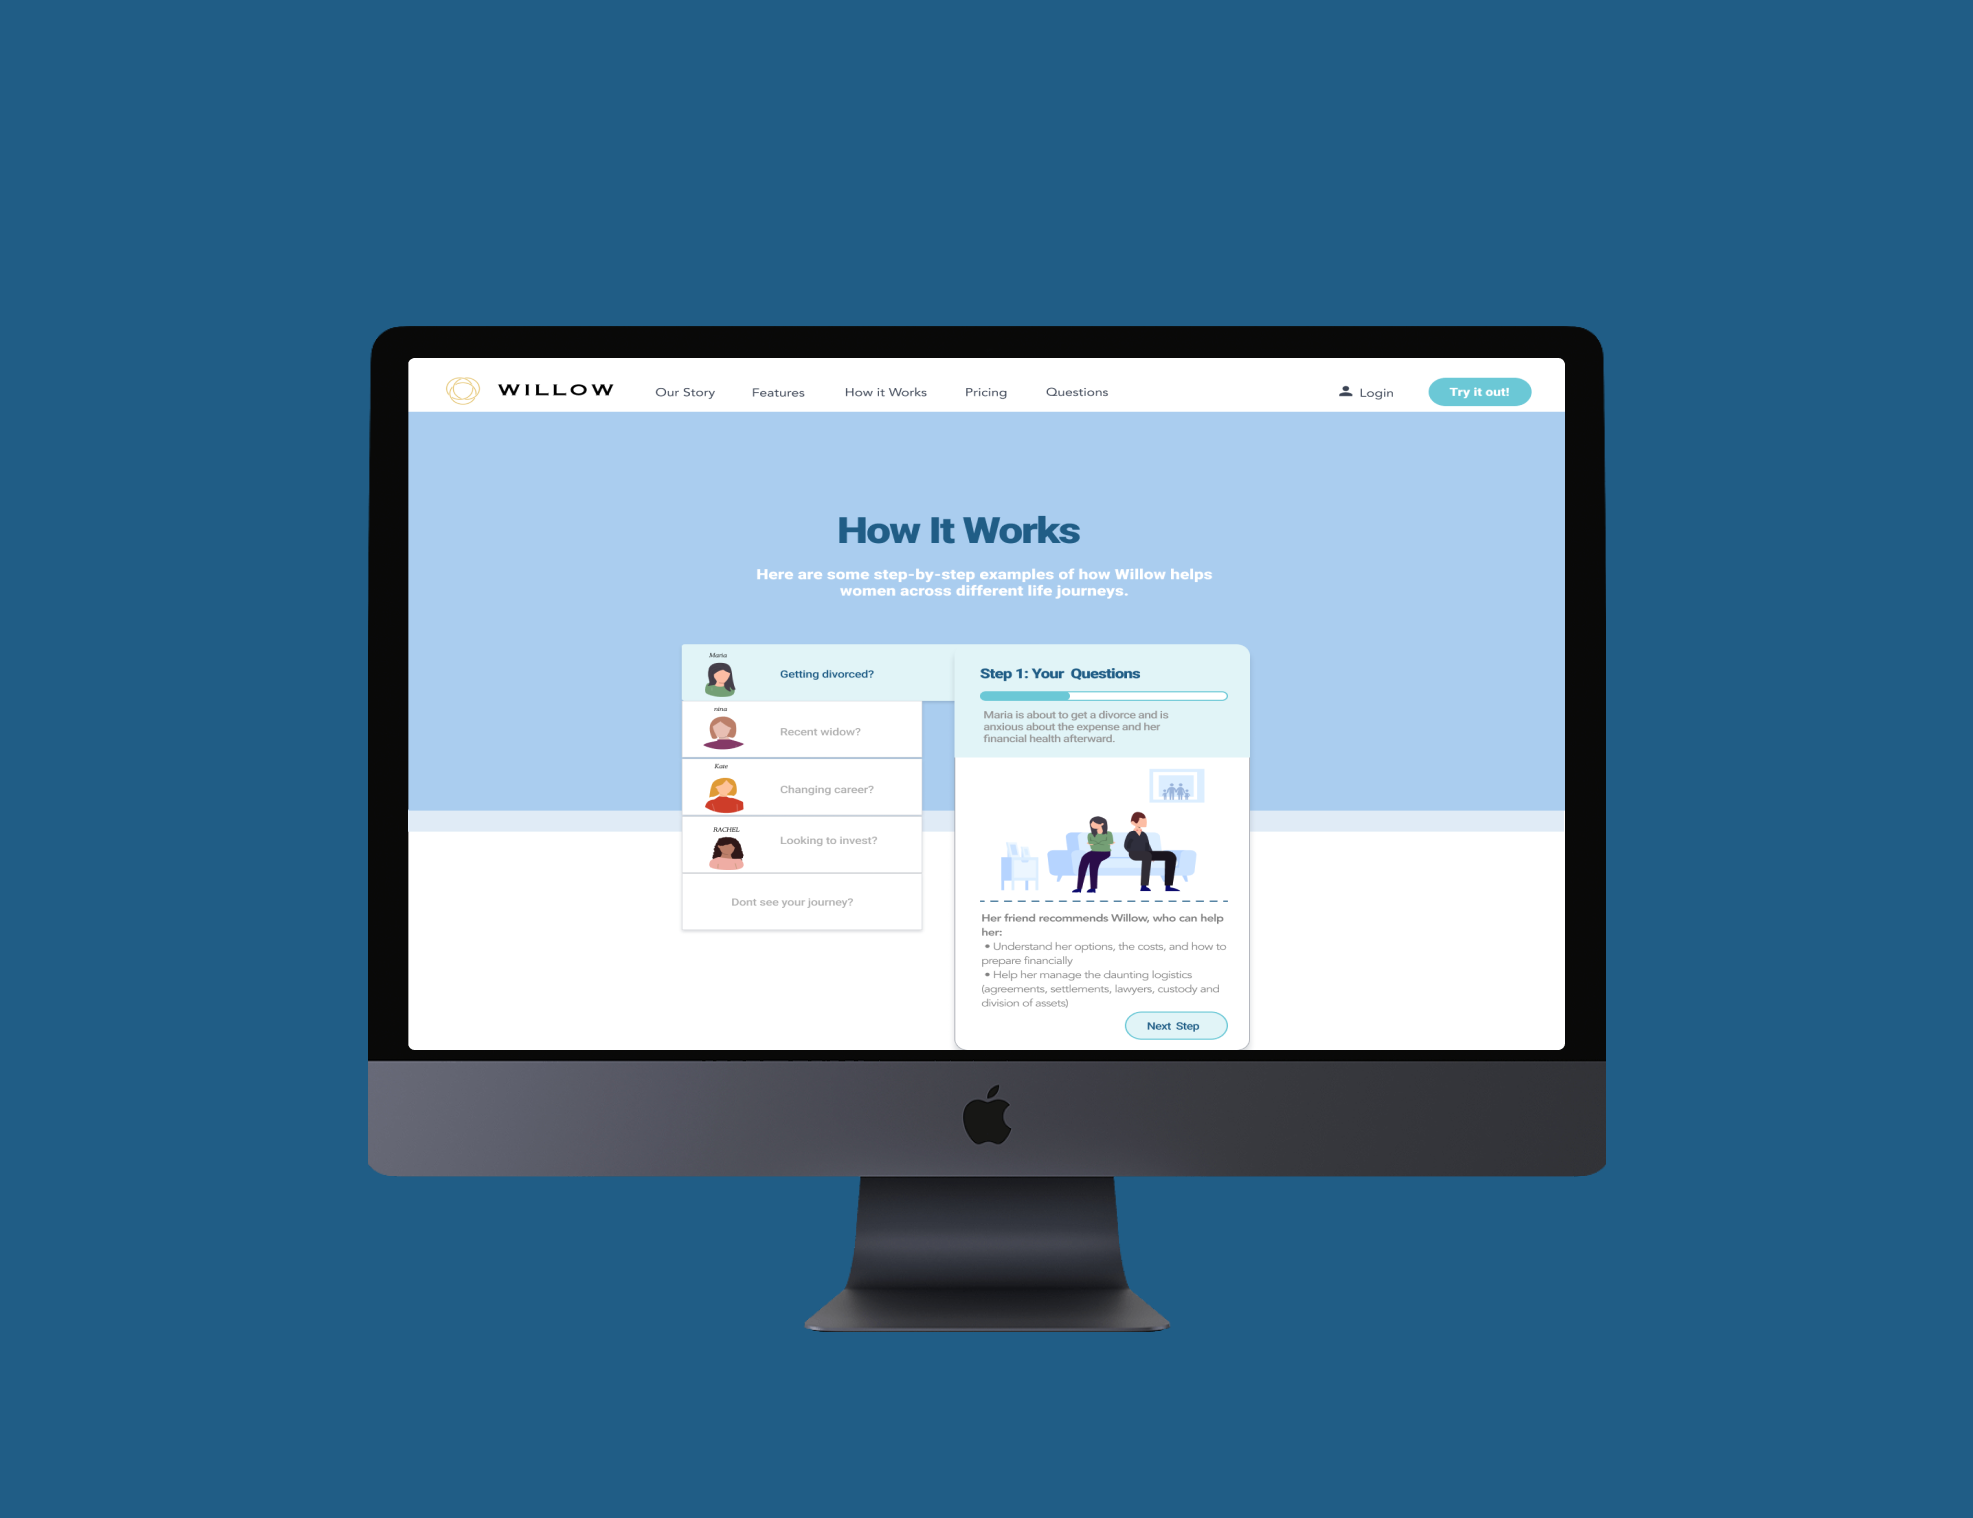 WILLOW
Our Story
Features
How it Works
Pricing
Questions
Login
Try it out!
How It Works
Here are some step-by-step examples of how Willow helps
women across different life journeys.
Maria
Getting divorced?
nina
Recent widow?
Kate
Changing career?
RACHEL
Looking to invest?
Dont see your journey?
Step 1: Your Questions
Maria is about to get a divorce and is
anxious about the expense and her
financial health afterward.
Her friend recommends Willow, who can help
her:
• Understand her options, the costs, and how to
prepare financially
• Help her manage the daunting logistics
(agreements, settlements, lawyers, custody and
division of assets)
Next Step